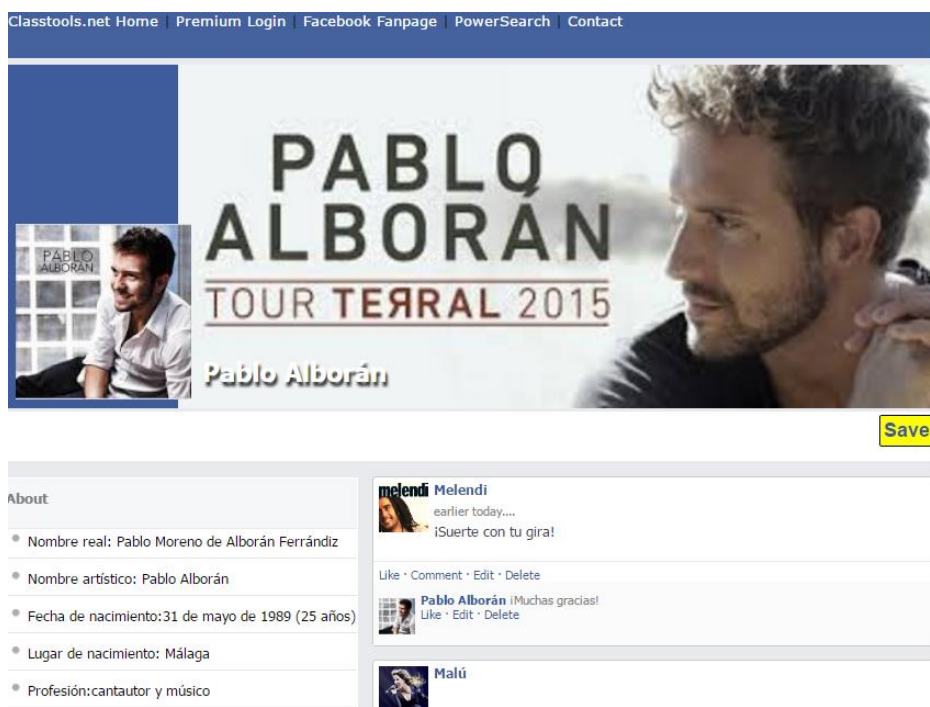 Classtools.net Home | Premium Login | Facebook Fanpage | PowerSearch | Contact
PABLO
ALBORÁN
TOUR TEЯRAL 2015
PABLO
ALBORÁN
Pablo Alborán
Save
About
Nombre real: Pablo Moreno de Alborán Ferrándiz
Nombre artístico: Pablo Alborán
Fecha de nacimiento:31 de mayo de 1989 (25 años)
Lugar de nacimiento: Málaga
Profesión:cantautor y músico
melendi
Melendi
earlier today....
¡Suerte con tu gira!
Like · Comment · Edit · Delete
Pablo Alborán ¡Muchas gracias!
Like · Edit · Delete
Malú